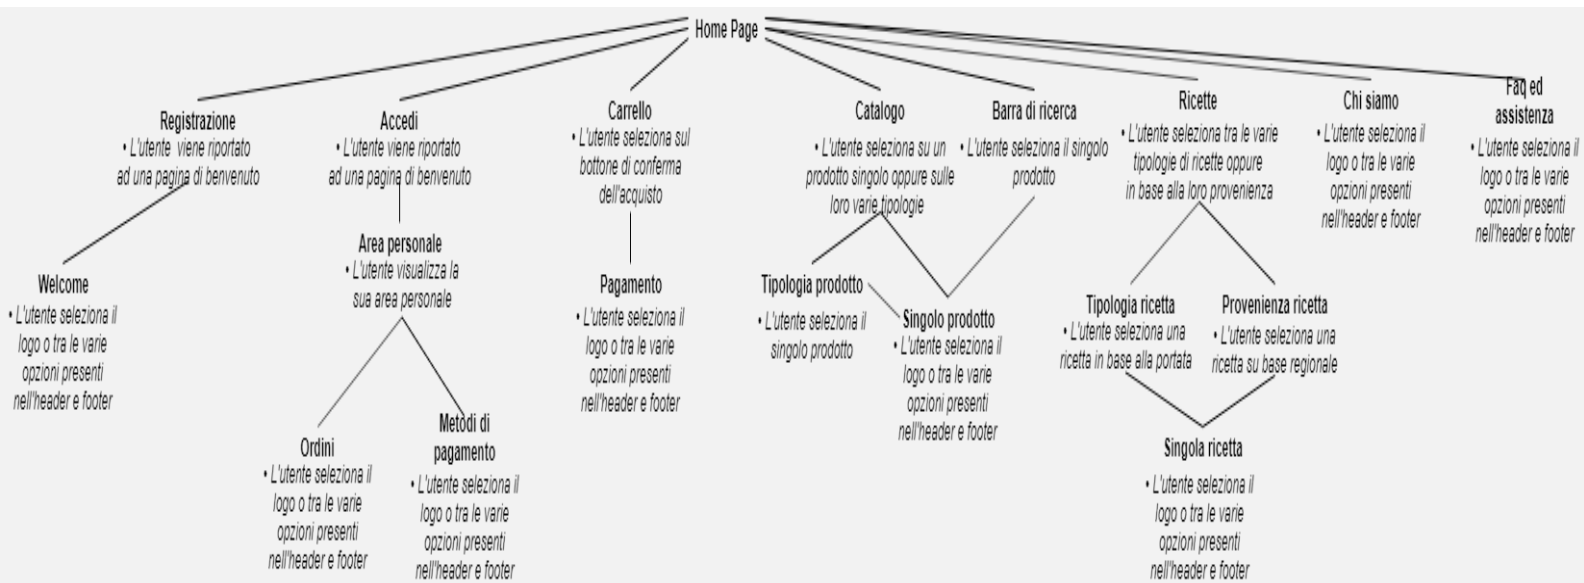 Home Page
Registrazione
• L'utente viene riportato
ad una pagina di benvenuto
Accedi
• L'utente viene riportato
ad una pagina di benvenuto
Carrello
• L'utente seleziona sul
bottone di conferma
dell'acquisto
Catalogo
• L'utente seleziona su un
prodotto singolo oppure sulle
loro varie tipologie
Barra di ricerca
• L'utente seleziona il singolo
prodotto
Ricette
• L'utente seleziona tra le varie
tipologie di ricette oppure
in base alla loro provenienza
Chi siamo
• L'utente seleziona il
logo o tra le varie
opzioni presenti
nell'header e footer
Faq ed
assistenza
• L'utente seleziona il
logo o tra le varie
opzioni presenti
nell'header e footer
Welcome
• L'utente seleziona il
logo o tra le varie
opzioni presenti
nell'header e footer
Area personale
• L'utente visualizza la
sua area personale
Pagamento
• L'utente seleziona il
logo o tra le varie
opzioni presenti
nell'header e footer
Tipologia prodotto
• L'utente seleziona il
singolo prodotto
Singolo prodotto
• L'utente seleziona il
logo o tra le varie
opzioni presenti
nell'header e footer
Tipologia ricetta
• L'utente seleziona una
ricetta in base alla portata
Provenienza ricetta
• L'utente seleziona una
ricetta su base regionale
Ordini
• L'utente seleziona il
logo o tra le varie
opzioni presenti
nell'header e footer
Metodi di
pagamento
• L'utente seleziona il
logo o tra le varie
opzioni presenti
nell'header e footer
Singola ricetta
• L'utente seleziona il
logo o tra le varie
opzioni presenti
nell'header e footer